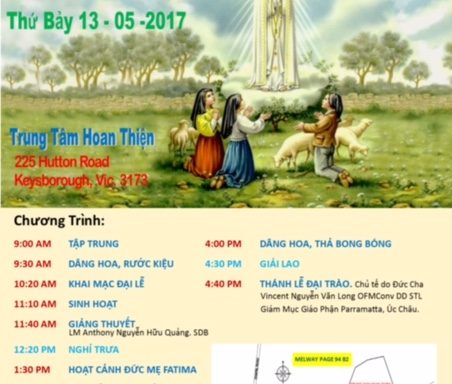 Thứ Bảy 13 - 05 -2017
Trung Tâm Hoan Thiện
225 Hutton Road
Keysborough, Vic, 3173
Chương Trình:
9:00 AM TẬP TRUNG
9:30 AM DÂNG HOA, RƯỚC KIỆU
10:20 AM KHAI MẠC ĐẠI LỄ
11:10 AM SINH HOẠT
11:40 AM GIẢNG THUYẾT
LM Anthony Nguyễn Hữu Quảng. SDB
12:20 PM NGHỈ TRƯA
1:30 PM HOẠT CẢNH ĐỨC MẸ FATIMA
4:00 PM DÂNG HOA, THẢ BONG BÓNG
4:30 PM GIẢI LAO
4:40 PM THÁNH LỄ ĐẠI TRÀO. Chủ tế do Đức Cha
Vincent Nguyễn Văn Long OFMConv DD STL
Giám Mục Giáo Phận Parramatta, Úc Châu.
MELWAY PAGE 94 B2